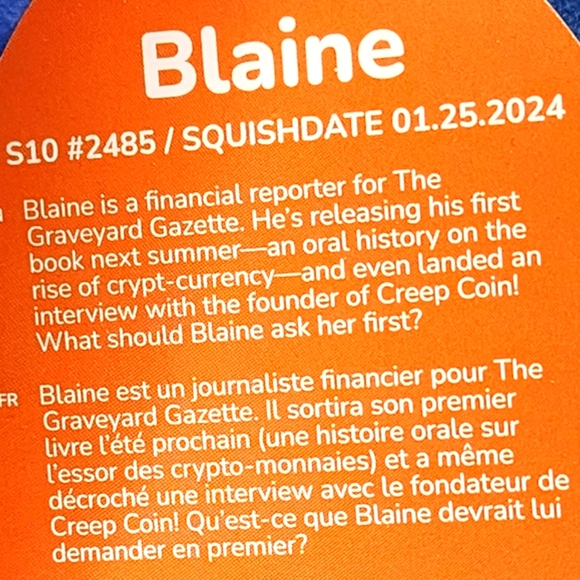 Blaine
S10 #2485 / SQUISHDATE 01.25.2024
Blaine is a financial reporter for The
Graveyard Gazette. He's releasing his first
book next summer—an oral history on the
rise of crypt-currency—and even landed an
interview with the founder of Creep Coin!
What should Blaine ask her first?
FR Blaine est un journaliste financier pour The
Graveyard Gazette. Il sortira son premier
livre l'été prochain (une histoire orale sur
l'essor des crypto-monnaies) et a même
décroché une interview avec le fondateur de
Creep Coin! Qu'est-ce que Blaine devrait lui
demander en premier?